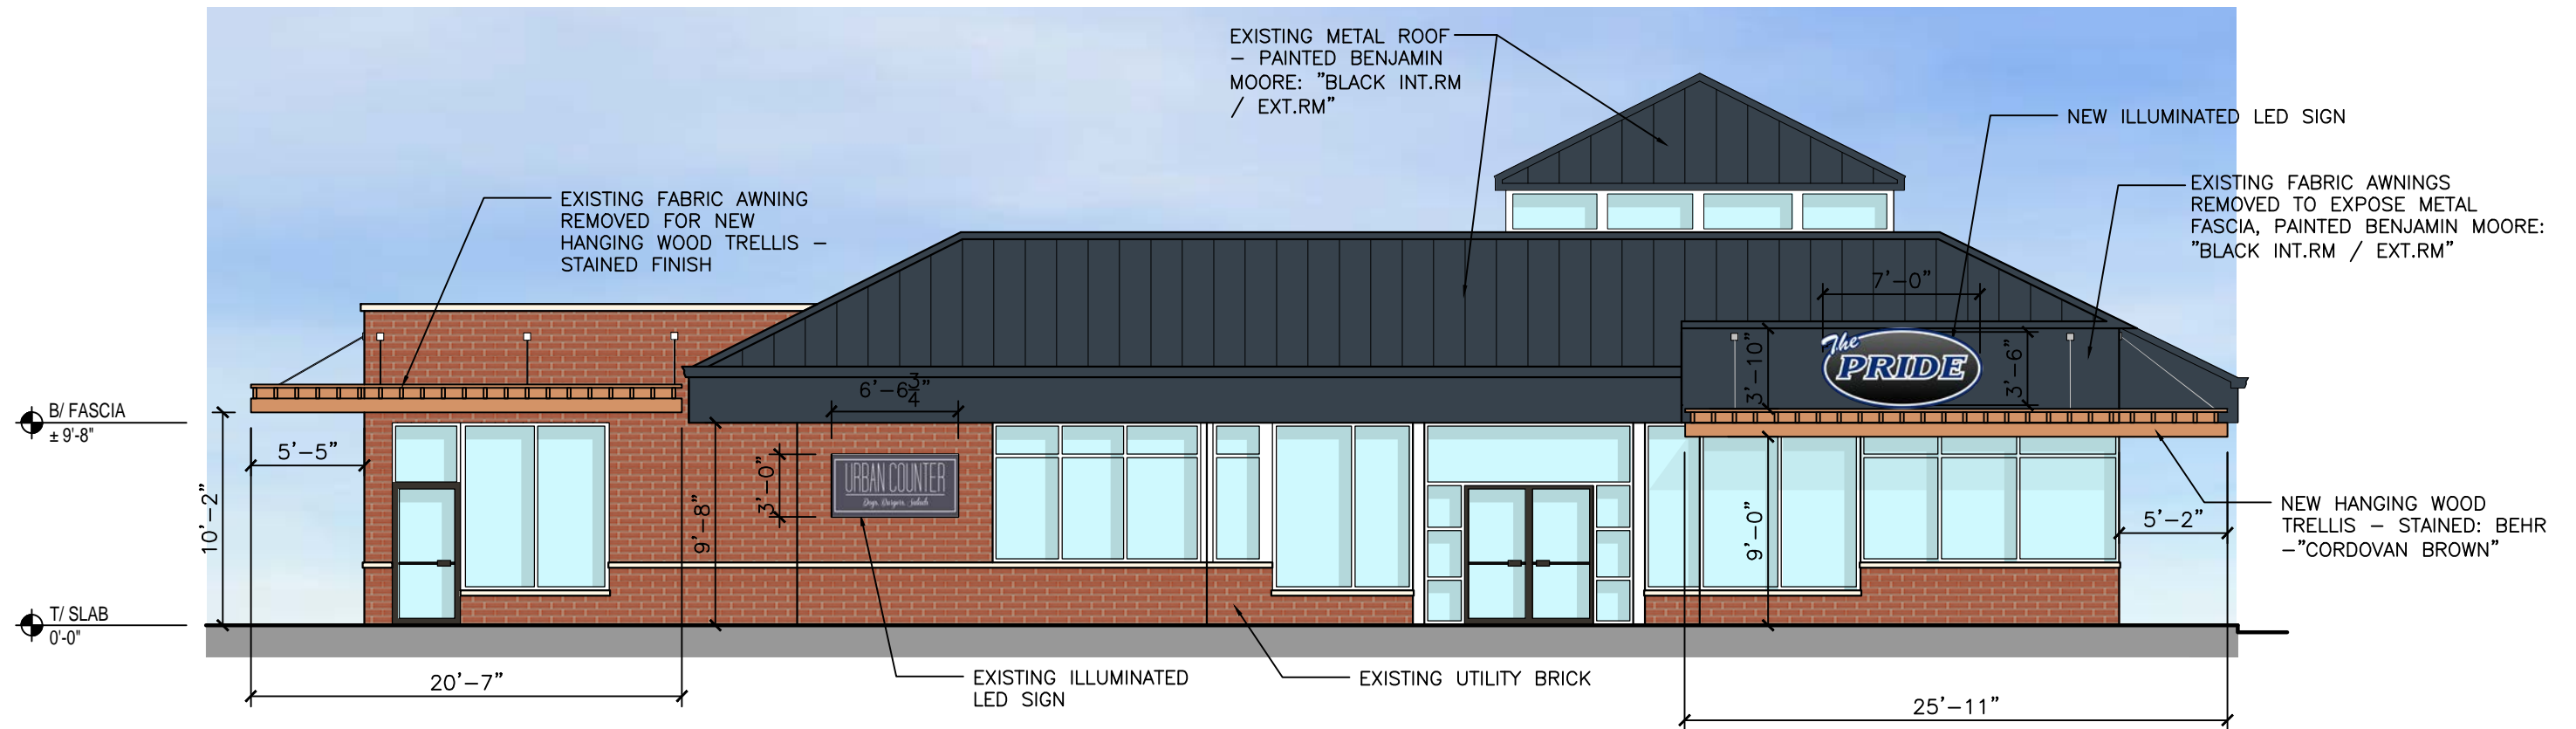 EXISTING METAL ROOF
– PAINTED BENJAMIN
MOORE: "BLACK INT.RM
/ EXT.RM"
NEW ILLUMINATED LED SIGN
EXISTING FABRIC AWNINGS
REMOVED TO EXPOSE METAL
FASCIA, PAINTED BENJAMIN MOORE:
"BLACK INT.RM / EXT.RM"
EXISTING FABRIC AWNING
REMOVED FOR NEW
HANGING WOOD TRELLIS –
STAINED FINISH
7'–0"
3'–10"
The
PRIDE
3'–6"
6'–6 3/4"
B/ FASCIA
± 9'-8"
5'–5"
10'–2"
9'–8"
3'–0"
URBAN COUNTER
Dogs. Burgers. Salads
9'–0"
5'–2"
NEW HANGING WOOD
TRELLIS – STAINED: BEHR
–"CORDOVAN BROWN"
T/ SLAB
0'-0"
20'–7"
EXISTING ILLUMINATED
LED SIGN
EXISTING UTILITY BRICK
25'–11"